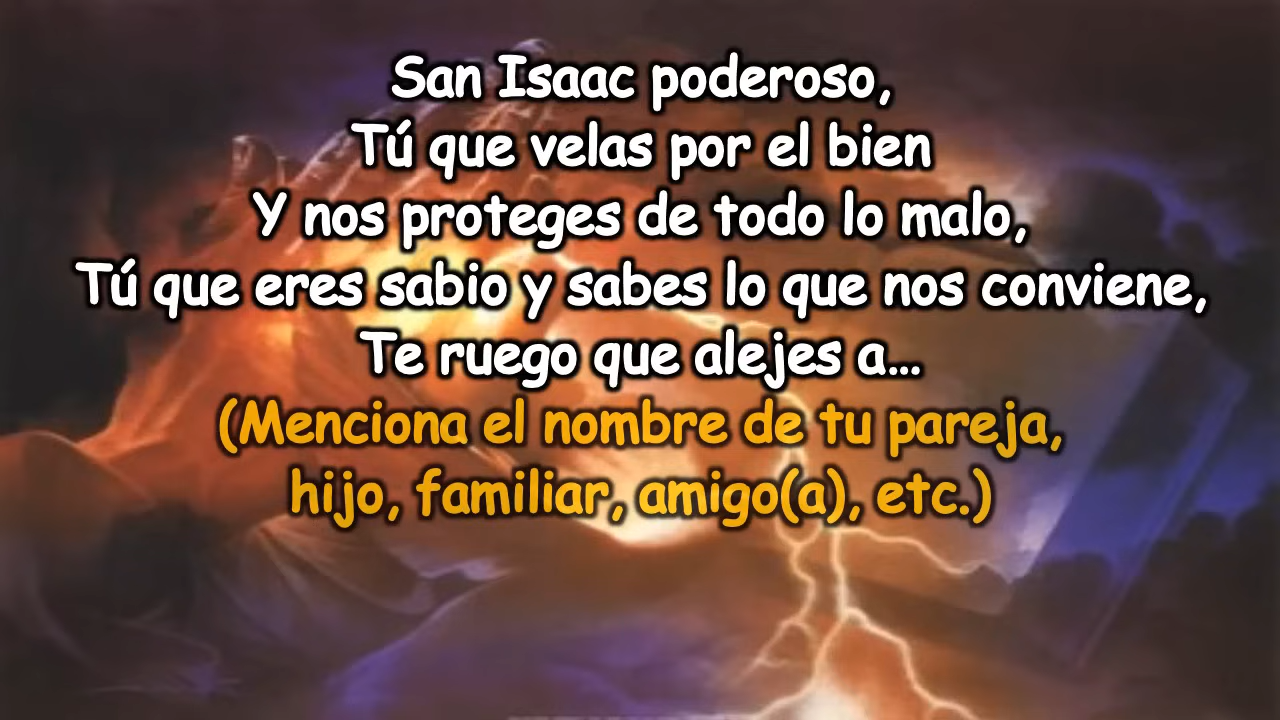 San Isaac poderoso,
Tú que velas por el bien
Y nos proteges de todo lo malo,
Tú que eres sabio y sabes lo que nos conviene,
Te ruego que alejes a...
(Menciona el nombre de tu pareja,
hijo, familiar, amigo(a), etc.)